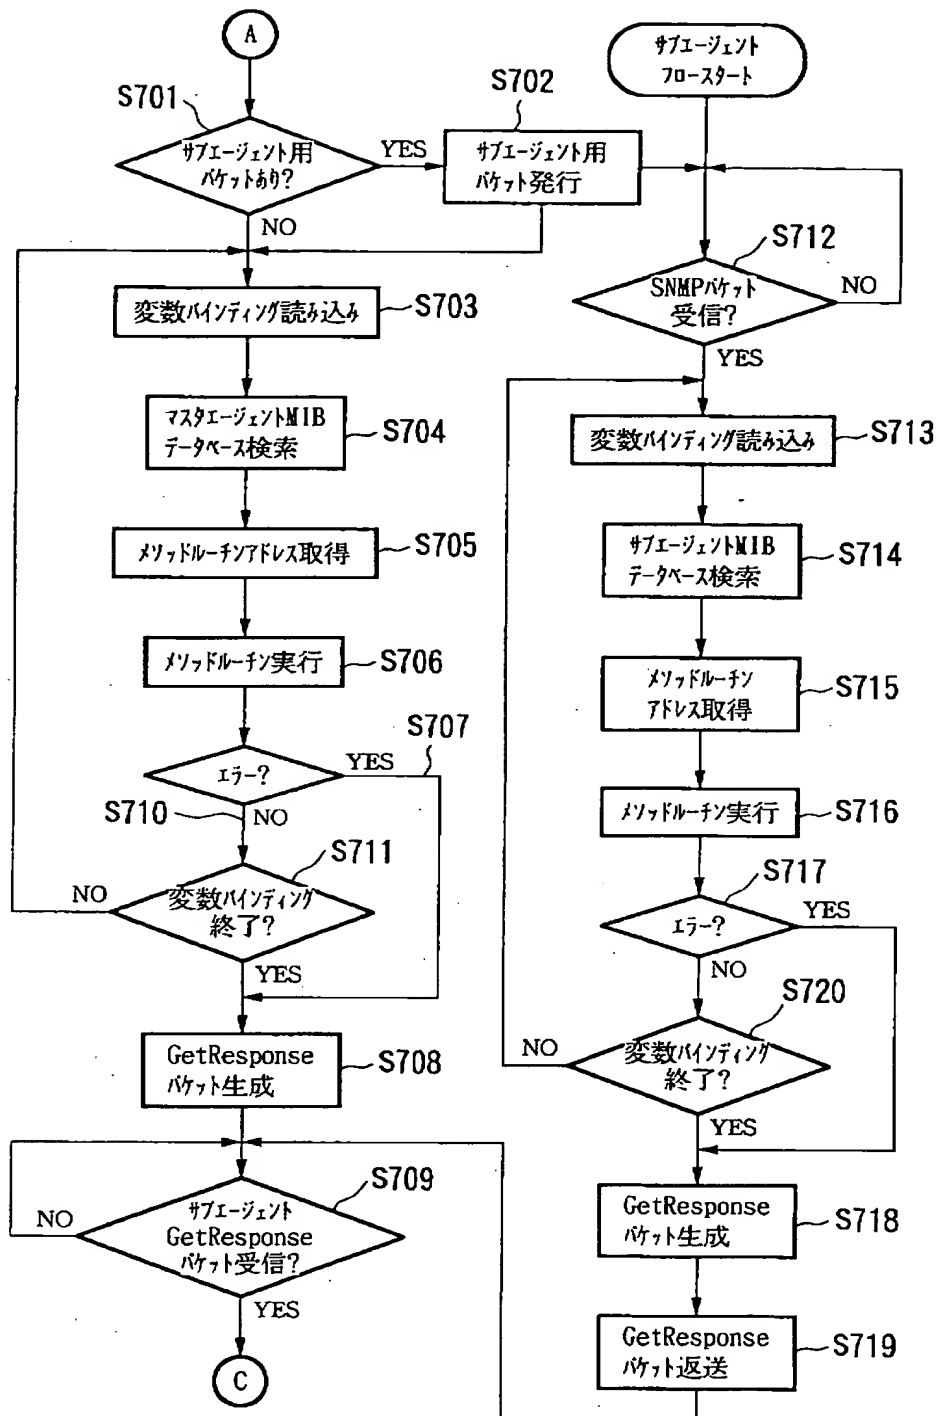 A
S701
サブエージェント用
パケットあり?
YES
NO
S702
サブエージェント用
パケット発行
S703
変数バインディング読み込み
S704
マスタエージェントMIB
データベース検索
S705
メソッドルーチンアドレス取得
S706
メソッドルーチン実行
S707
エラー?
YES
S710
NO
S711
変数バインディング
終了?
NO
YES
S708
GetResponse
パケット生成
S709
サブエージェント
GetResponse
パケット受信?
NO
YES
C
サブエージェント
フロースタート
S712
SNMPパケット
受信?
NO
YES
S713
変数バインディング読み込み
S714
サブエージェントMIB
データベース検索
S715
メソッドルーチン
アドレス取得
S716
メソッドルーチン実行
S717
エラー?
YES
NO
S720
変数バインディング
終了?
NO
YES
S718
GetResponse
パケット生成
S719
GetResponse
パケット返送